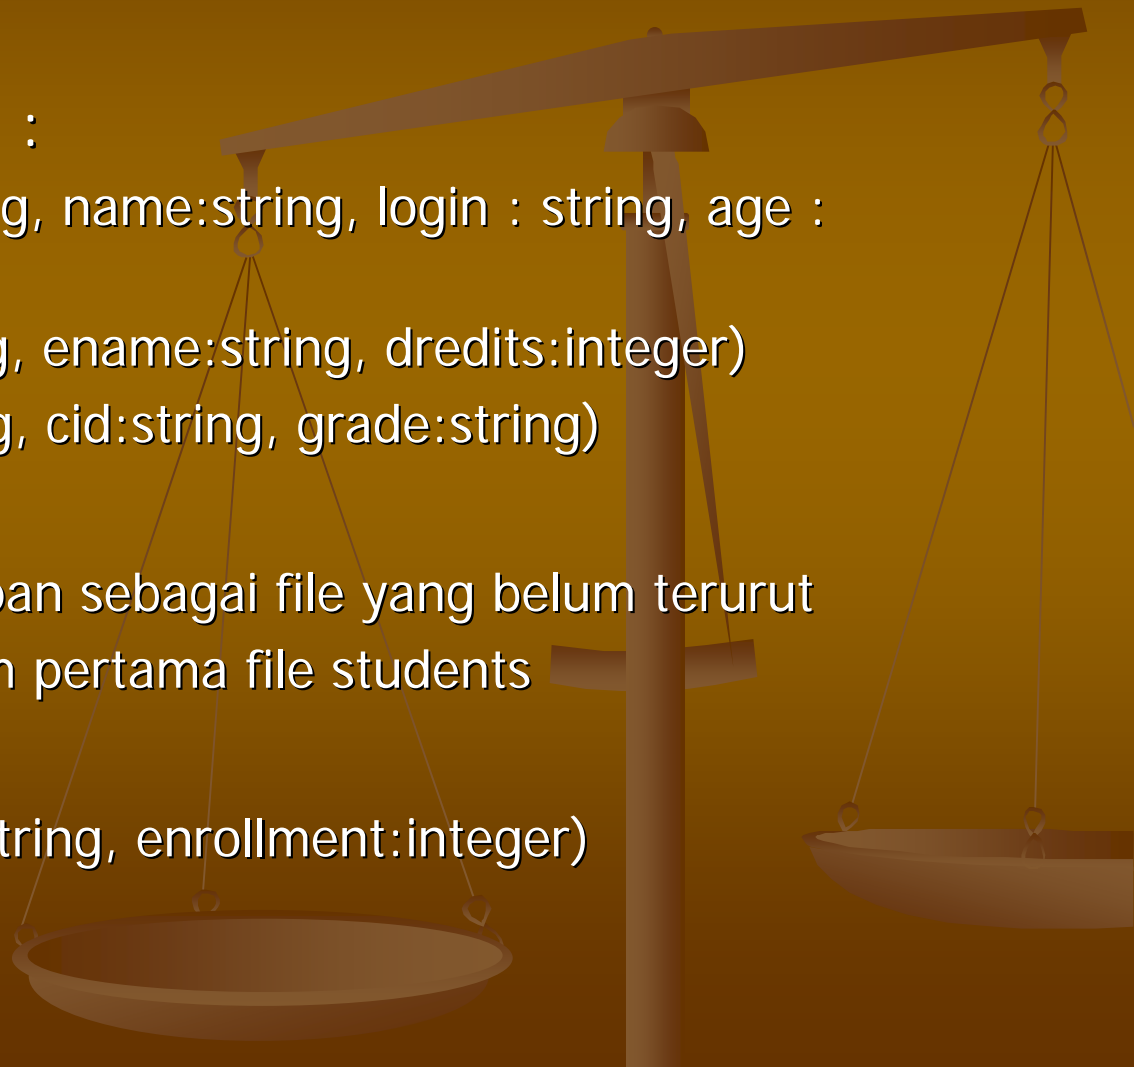 :
g, name:string, login : string, age :
g, ename:string, dredits:integer)
g, cid:string, grade:string)
an sebagai file yang belum terurut
pertama file students
tring, enrollment:integer)